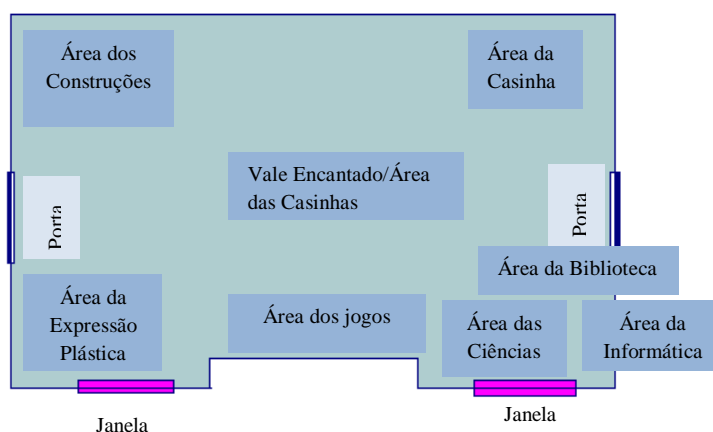 Área dos
Construções
Área da
Casinha
Vale Encantado/Área
das Casinhas
Porta
Porta
Área da Biblioteca
Área da
Expressão
Plástica
Área dos jogos
Área das
Ciências
Área da
Informática
Janela
Janela